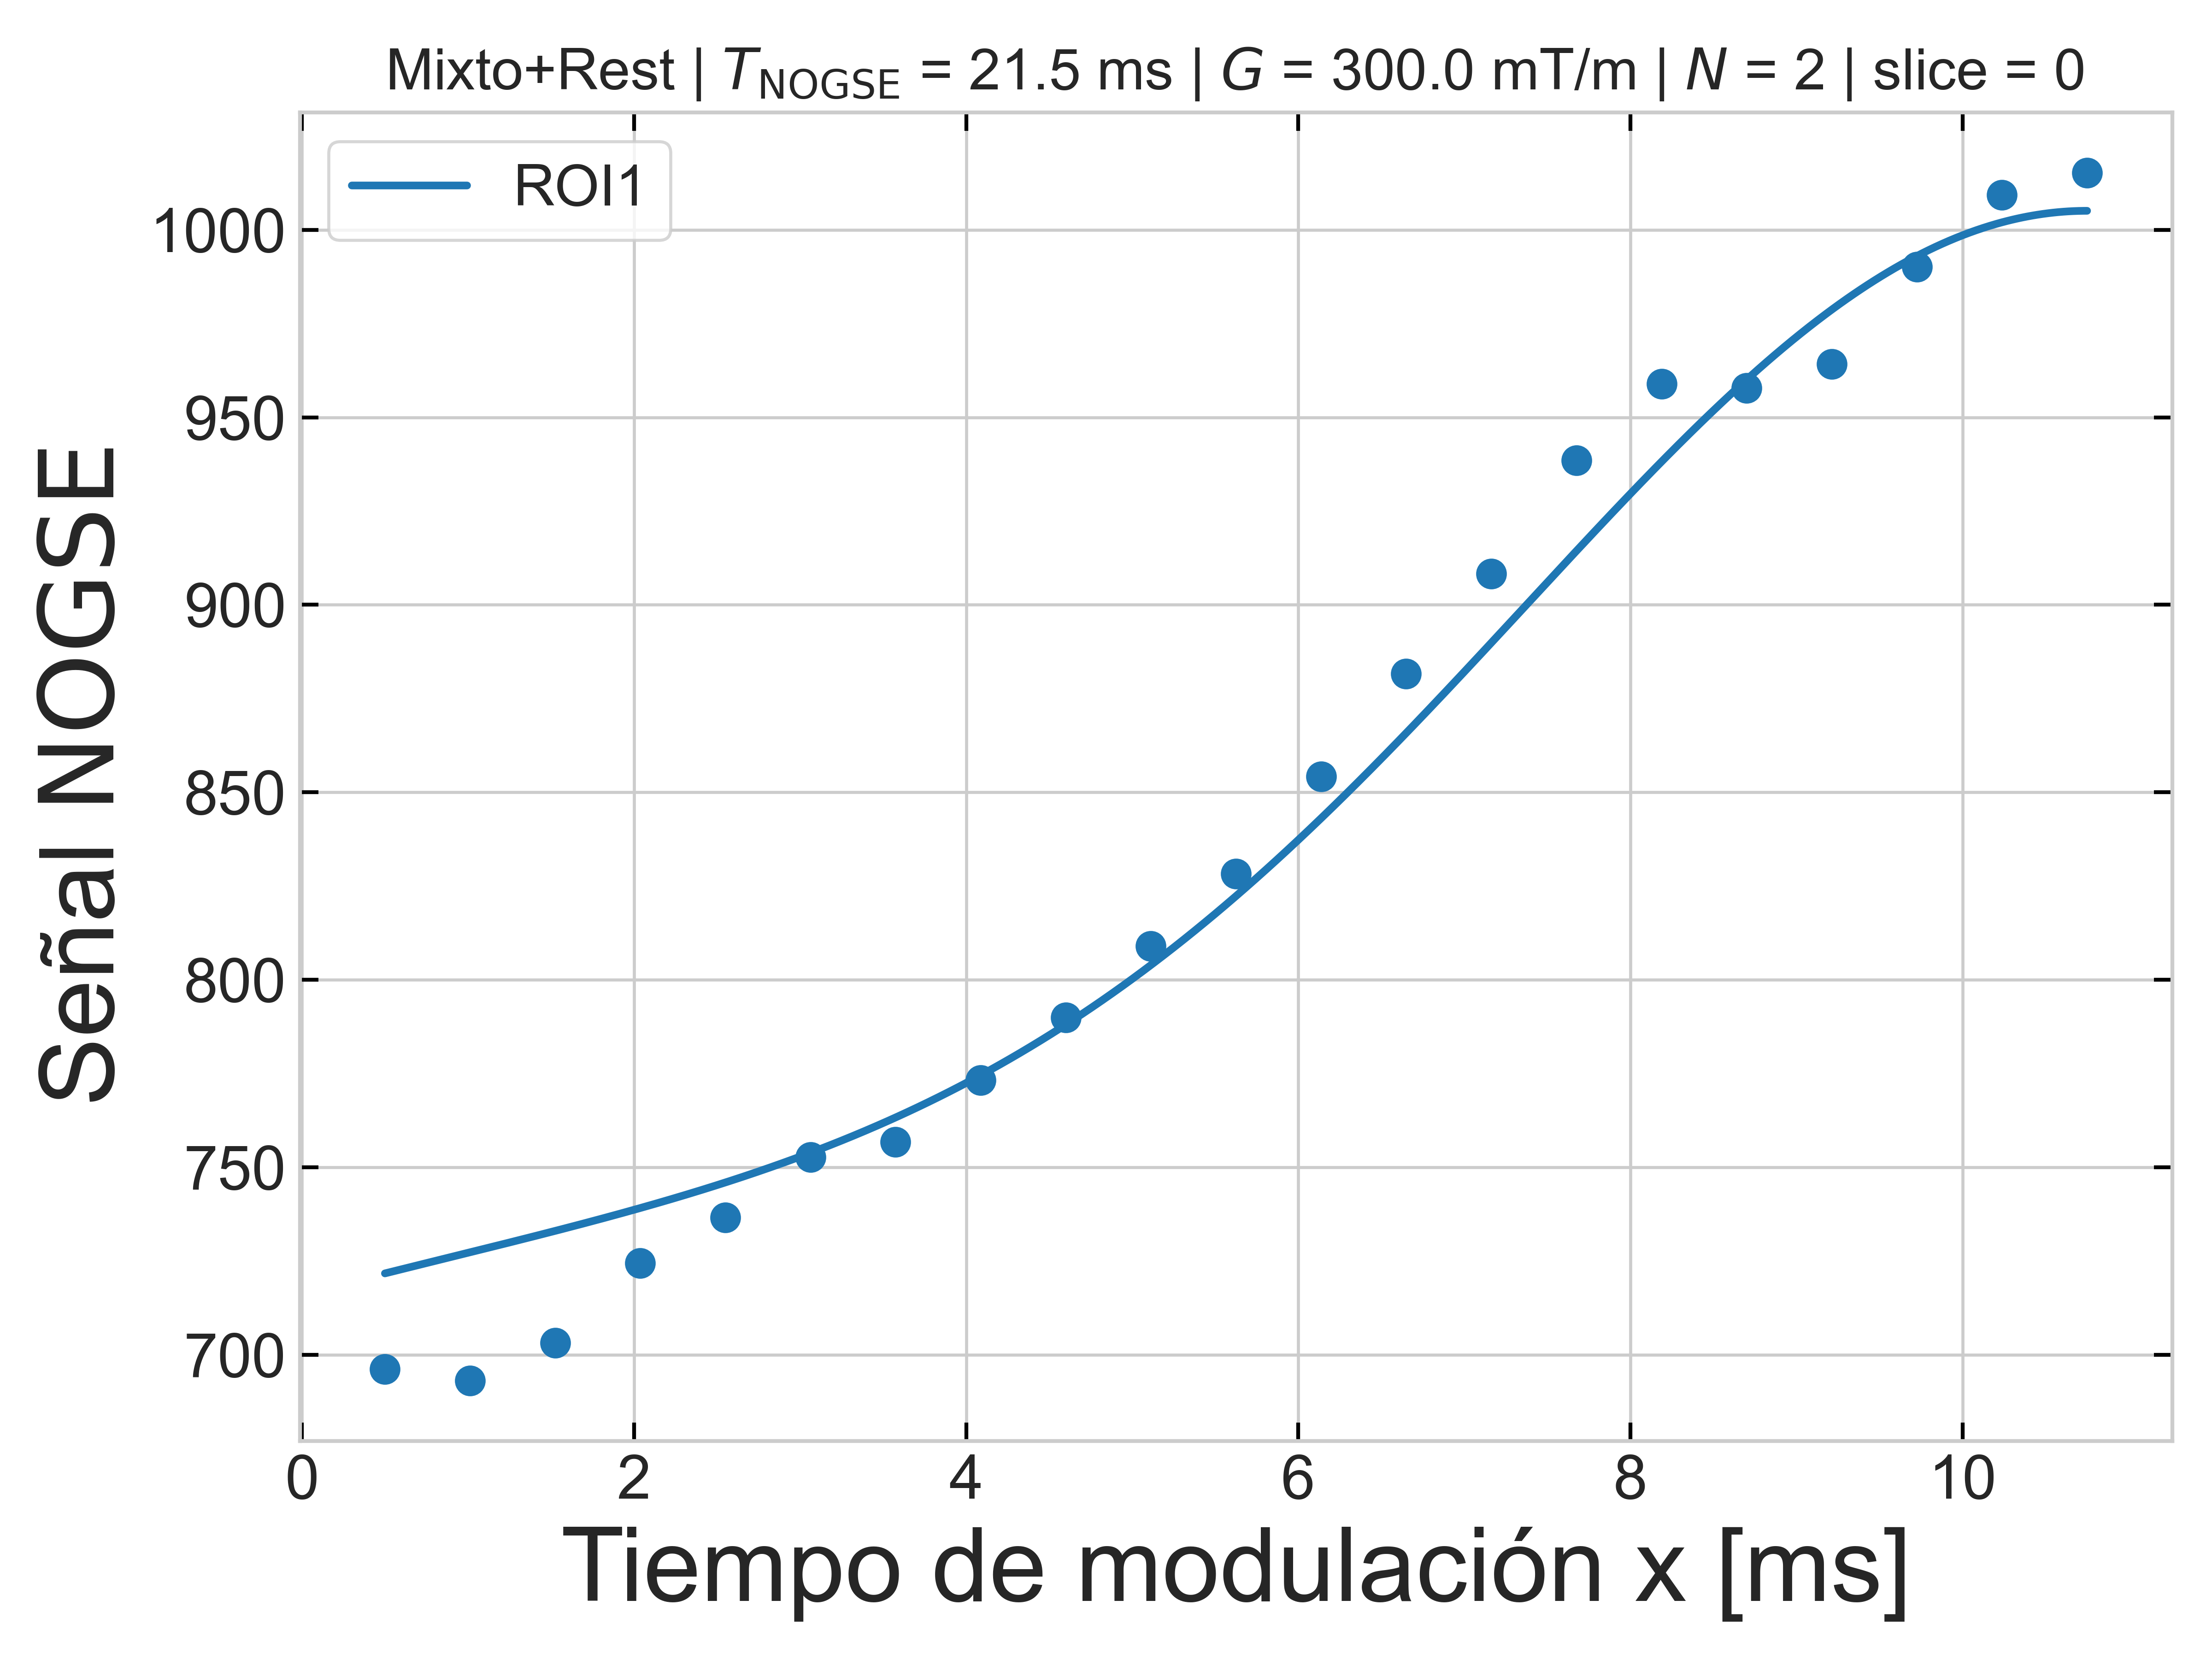 Mixto+Rest | T_NOGSE = 21.5 ms | G = 300.0 mT/m | N = 2 | slice = 0
ROI1
1000
950
900
850
800
750
700
Señal NOGSE
0 2 4 6 8 10
Tiempo de modulación x [ms]